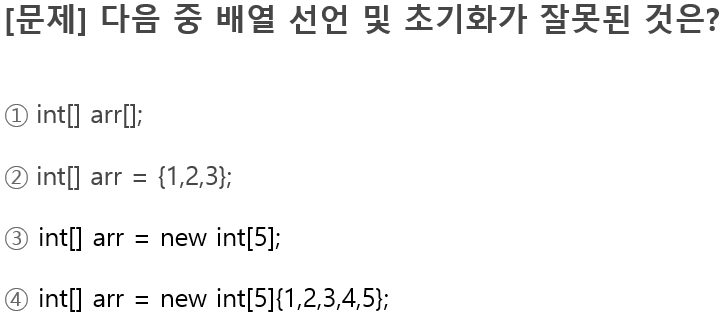 [문제] 다음 중 배열 선언 및 초기화가 잘못된 것은?
① int[] arr[];
② int[] arr = {1,2,3};
③ int[] arr = new int[5];
④ int[] arr = new int[5]{1,2,3,4,5};